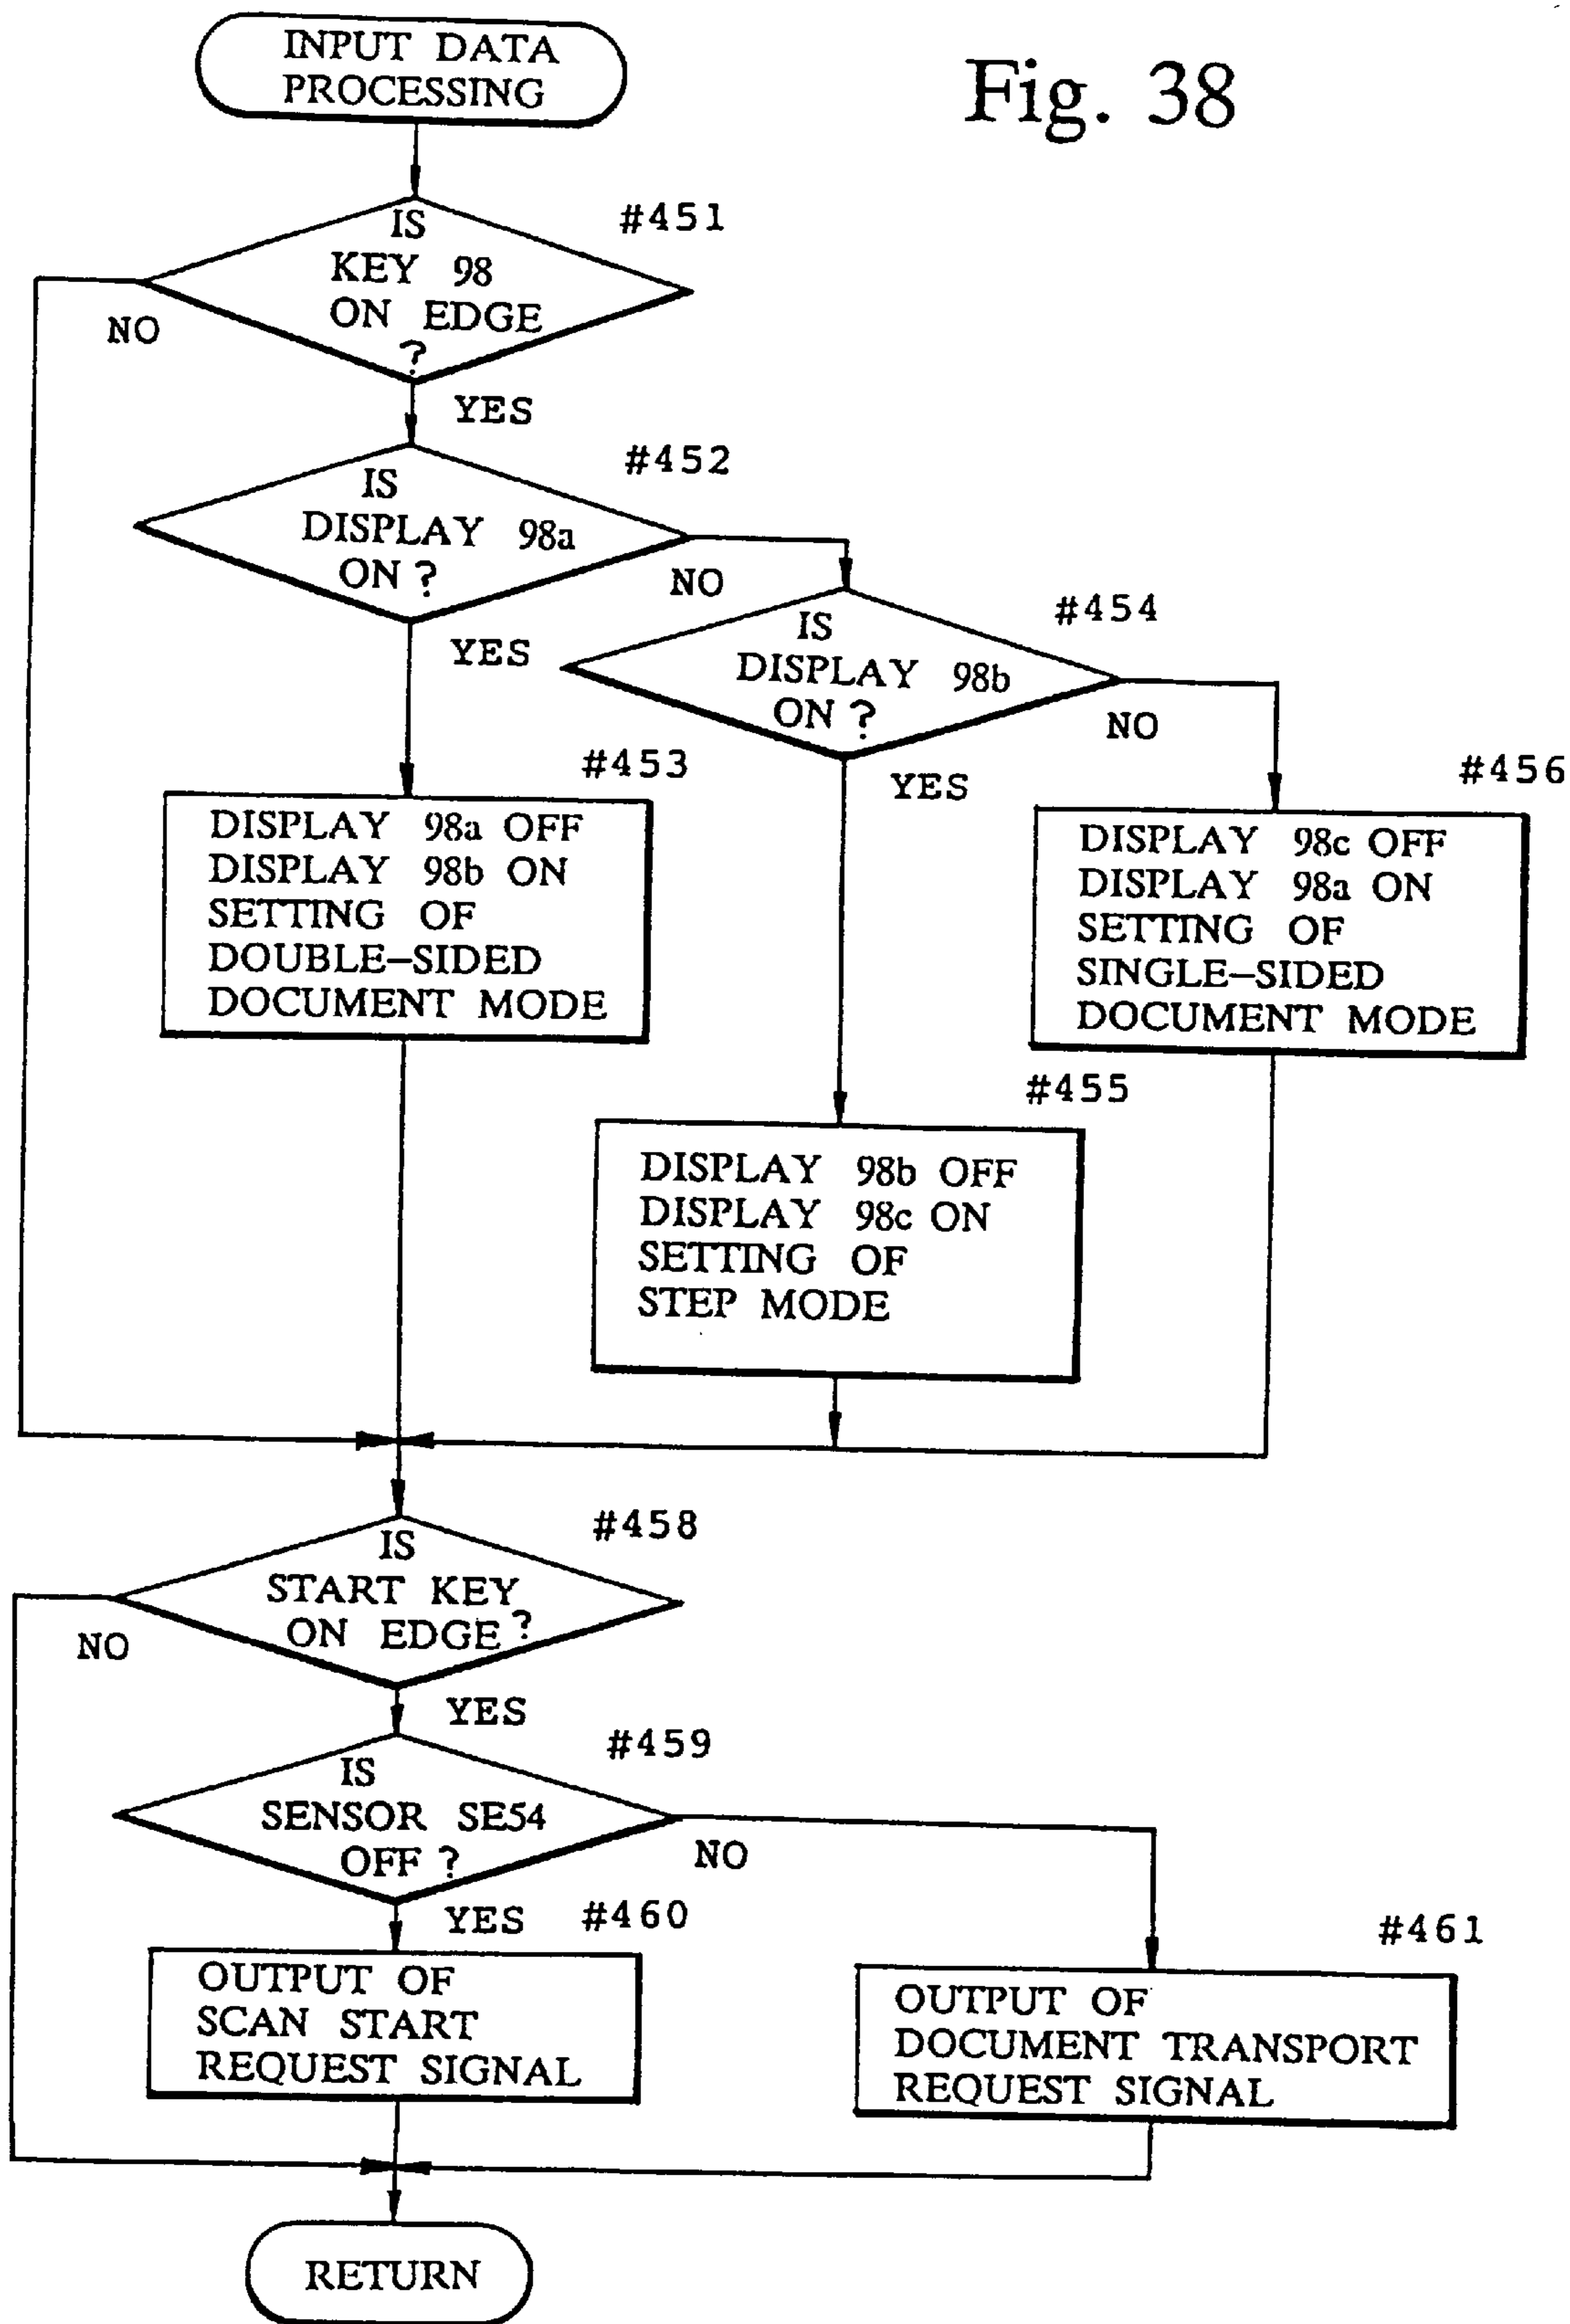 INPUT DATA
PROCESSING
Fig. 38
#451
IS
KEY 98
ON EDGE
?
NO
YES
#452
IS
DISPLAY 98a
ON ?
NO
YES
#454
IS
DISPLAY 98b
ON ?
NO
YES
#453
DISPLAY 98a OFF
DISPLAY 98b ON
SETTING OF
DOUBLE-SIDED
DOCUMENT MODE
#456
DISPLAY 98c OFF
DISPLAY 98a ON
SETTING OF
SINGLE-SIDED
DOCUMENT MODE
#455
DISPLAY 98b OFF
DISPLAY 98c ON
SETTING OF
STEP MODE
#458
IS
START KEY
ON EDGE ?
NO
YES
#459
IS
SENSOR SE54
OFF ?
NO
YES
#460
OUTPUT OF
SCAN START
REQUEST SIGNAL
#461
OUTPUT OF
DOCUMENT TRANSPORT
REQUEST SIGNAL
RETURN